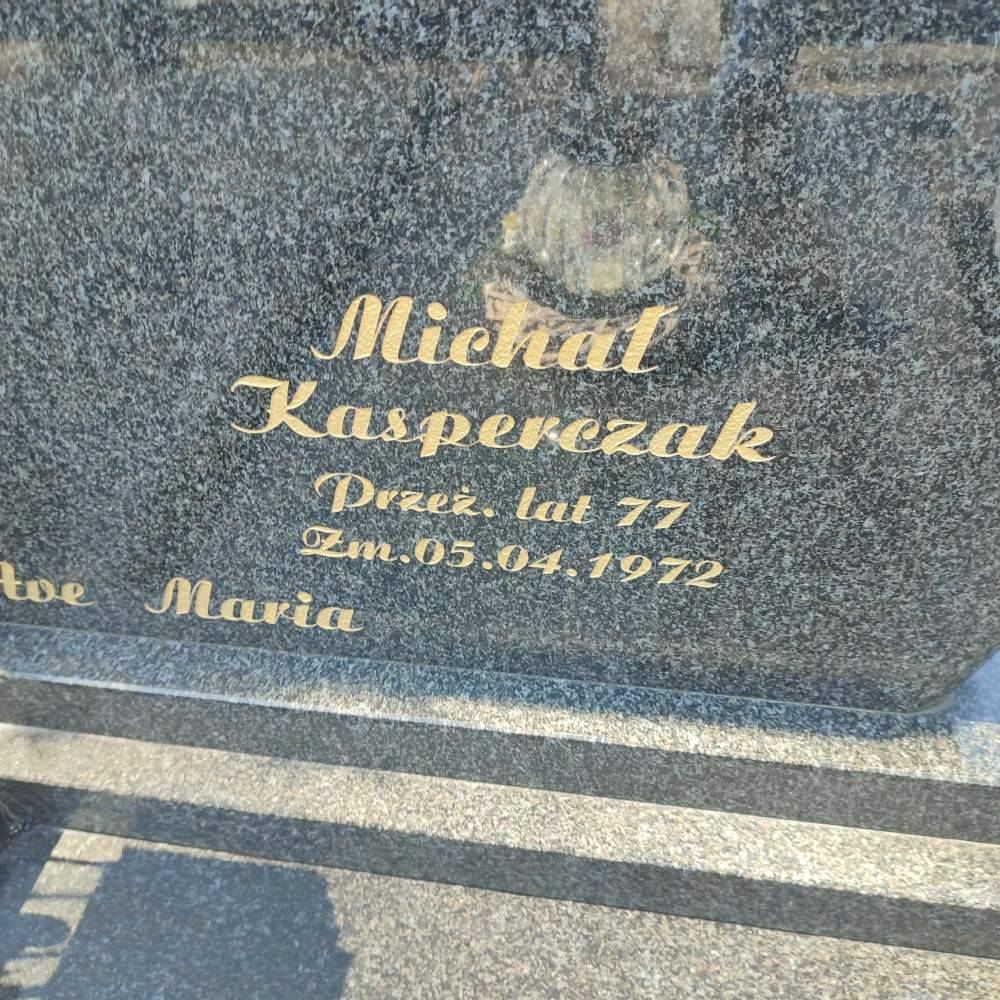 Michał
Kasperczak
Przeż. lat 77
Zm.05.04.1972
Ave Maria